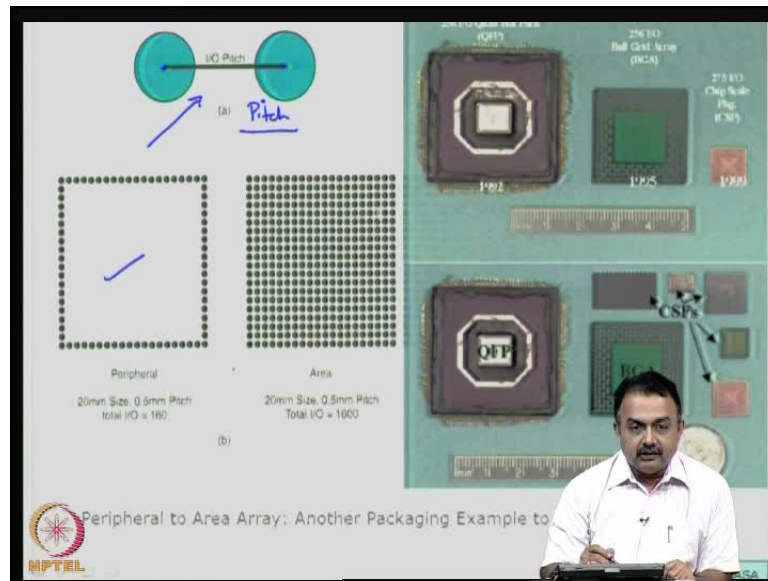 I/O Pitch
(a)
Pitch
Peripheral
20mm Size, 0.5mm Pitch
Total I/O = 160
Area
20mm Size, 0.5mm Pitch
Total I/O = 1600
(b)
(QFP)
256 I/O
Ball Grid Array
(BGA)
I/O
Chip Scale
Pkg.
(CSP)
1992
1995
1999
CSPs
QFP
BGA
Peripheral to Area Array: Another Packaging Example to
NPTEL